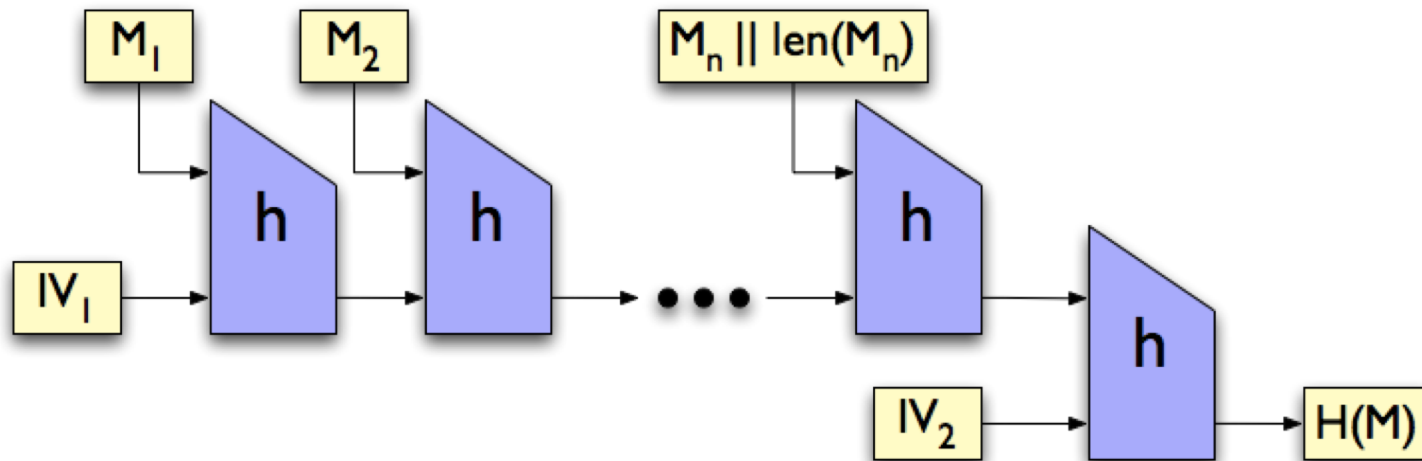 M₁
M₂
Mₙ || len(Mₙ)
h
h
h
IV₁
h
IV₂
H(M)